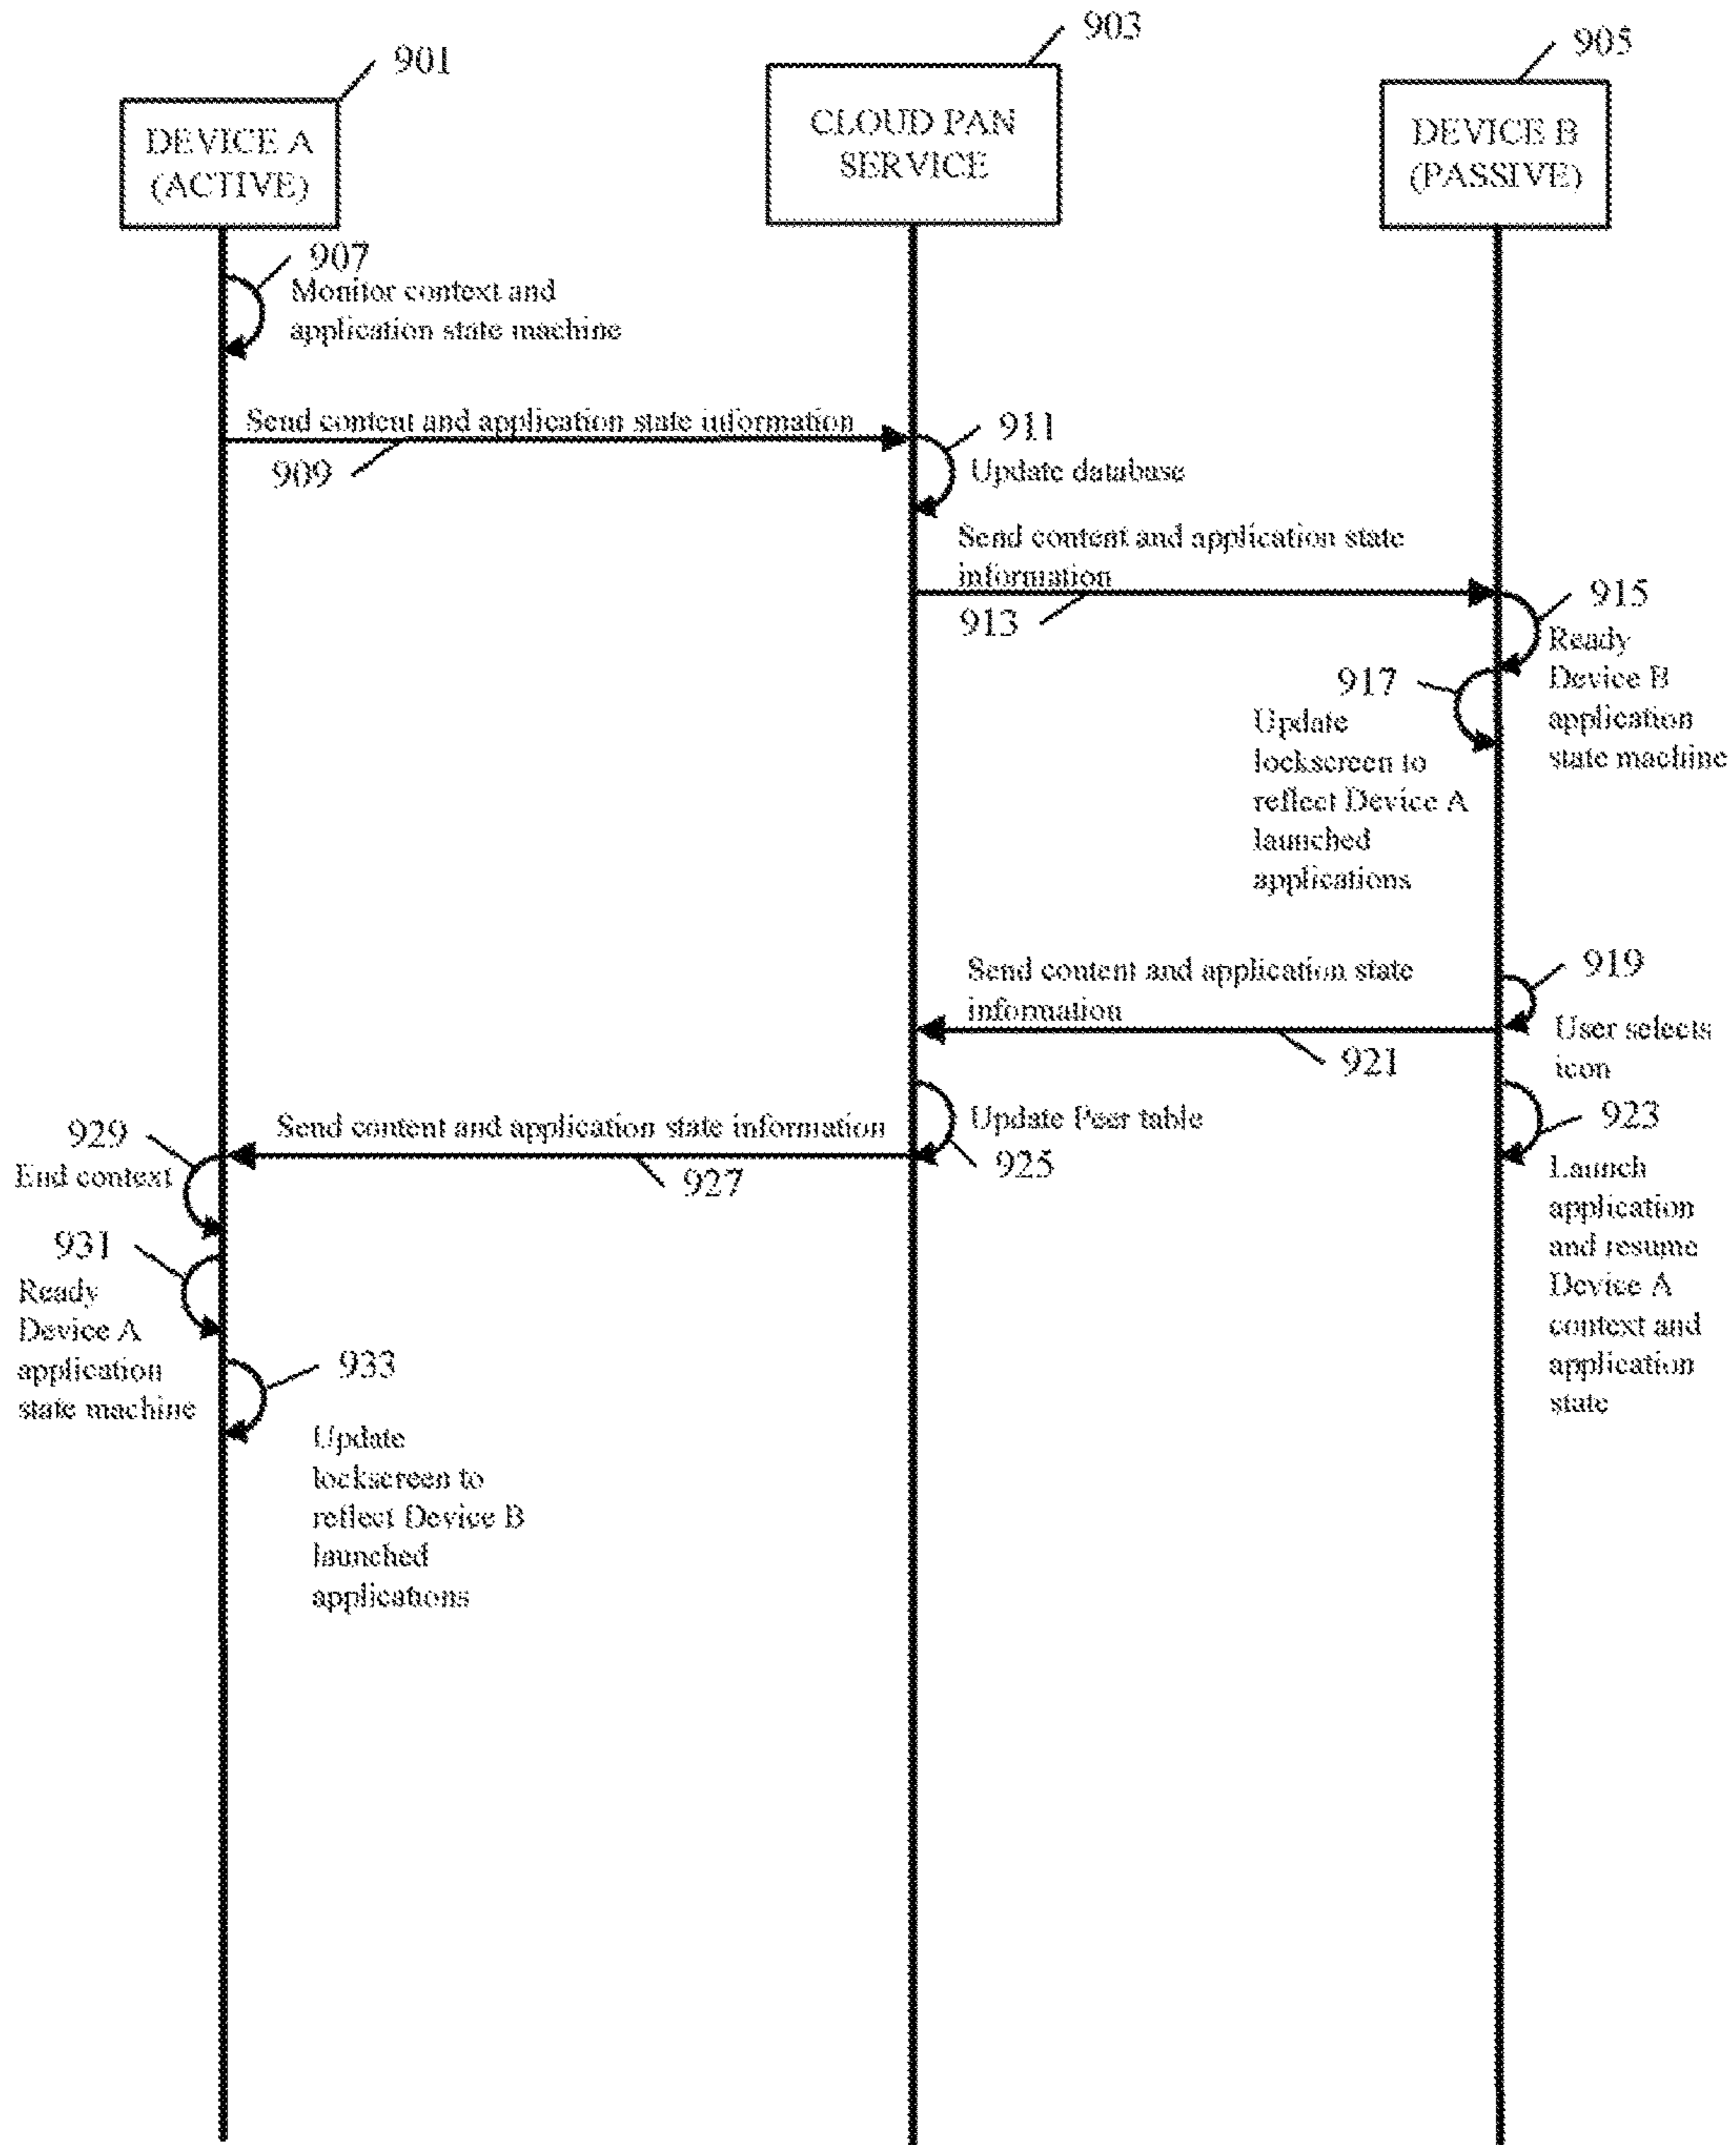 901
903
905
DEVICE A
(ACTIVE)
CLOUD PAN
SERVICE
DEVICE B
(PASSIVE)
907
Monitor context and
application state machine
Send content and application state information
909
911
Update database
Send content and application state
information
913
915
Ready
Device B
application
state machine
917
Update
lockscreen to
reflect Device A
launched
applications
919
User selects
icon
Send content and application state
information
921
923
Launch
application
and resume
Device A
context and
application
state
Update Peer table
925
Send content and application state information
927
929
End context
931
Ready
Device A
application
state machine
933
Update
lockscreen to
reflect Device B
launched
applications